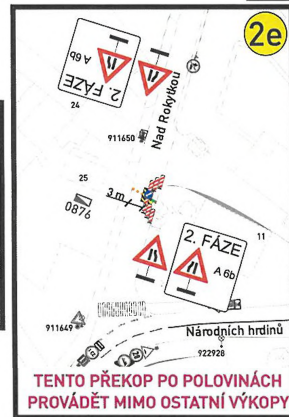 2e
A 6b
2. FÁZE
24
911650
Nad Rokytkou
25
3 m
0876
2. FÁZE
11
A 6b
911649
Národních hrdinů
922928
TENTO PŘEKOP PO POLOVINÁCH
PROVÁDĚT MIMO OSTATNÍ VÝKOPY